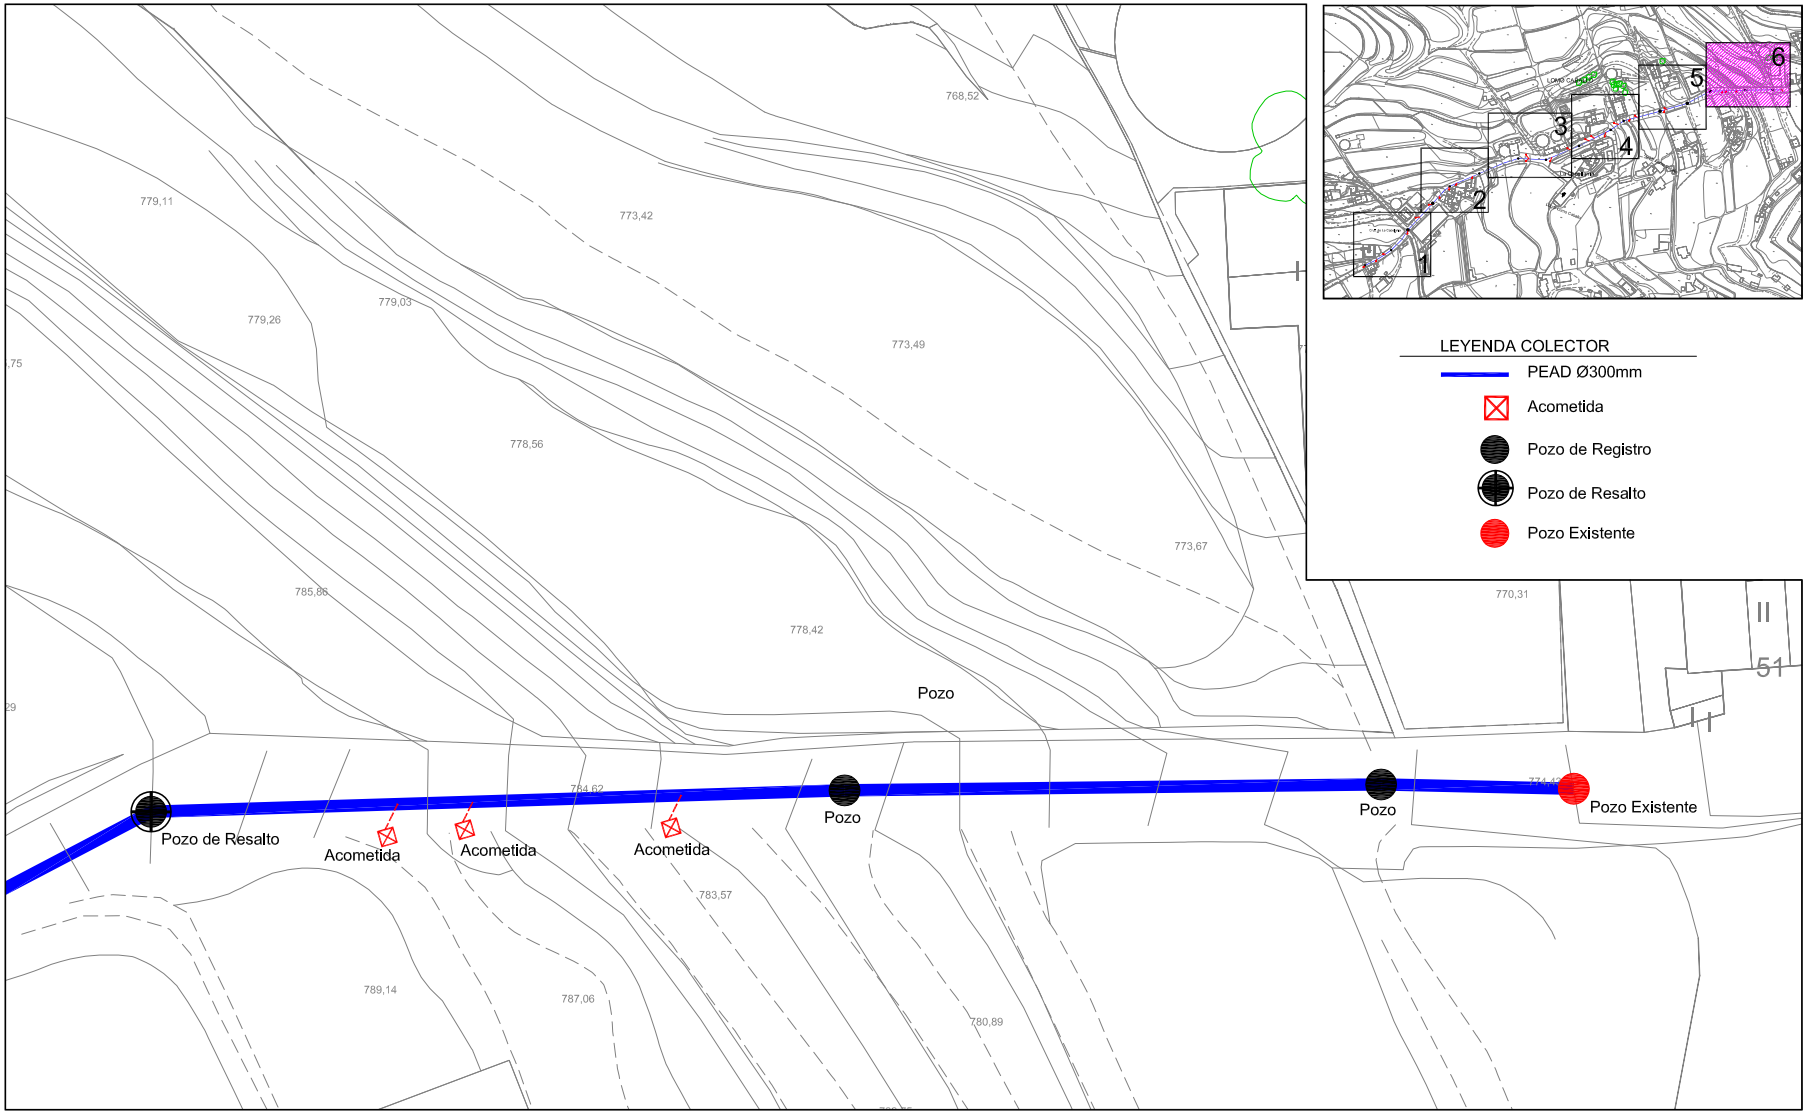 768,52
779,11
773,42
779,03
779,26
773,49
,75
778,56
773,67
785,86
778,42
770,31
II
51
29
Pozo
784,62
774,43
Pozo de Resalto
Acometida
Acometida
Acometida
Pozo
Pozo
Pozo Existente
783,57
789,14
787,06
780,89
I
I
I
1
2
3
4
5
6
LEYENDA COLECTOR
PEAD Ø300mm
Acometida
Pozo de Registro
Pozo de Resalto
Pozo Existente